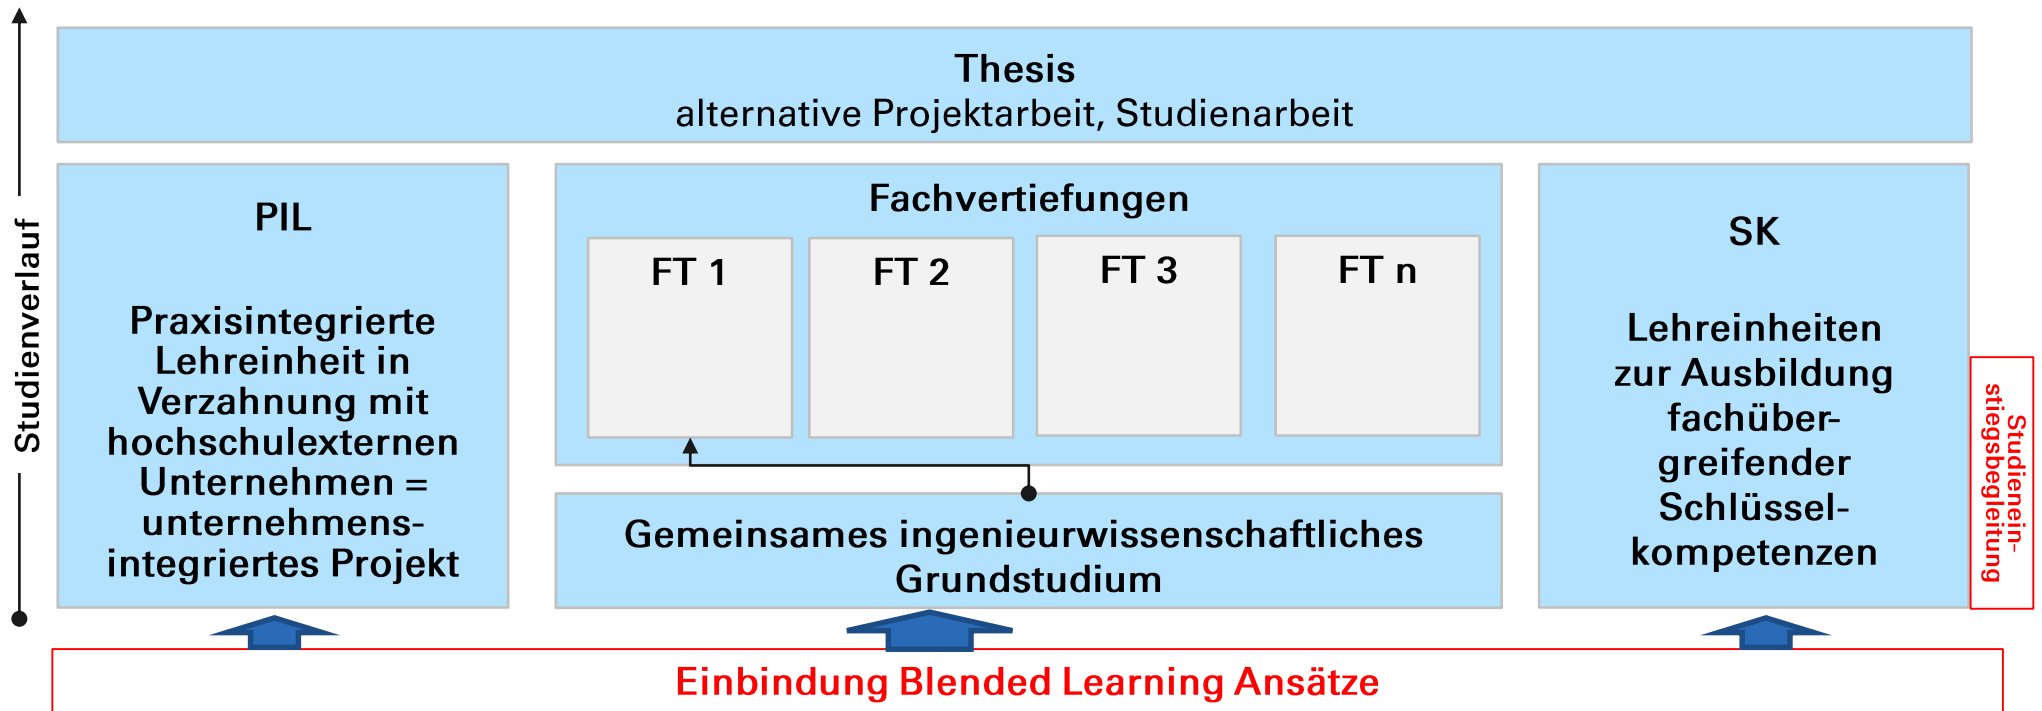 Thesis
alternative Projektarbeit, Studienarbeit
Studienverlauf
PIL
Praxisintegrierte
Lehreinheit in
Verzahnung mit
hochschulexternen
Unternehmen =
unternehmens-
integriertes Projekt
Fachvertiefungen
FT 1
FT 2
FT 3
FT n
Gemeinsames ingenieurwissenschaftliches
Grundstudium
SK
Lehreinheiten
zur Ausbildung
fachüber-
greifender
Schlüssel-
kompetenzen
Studienein-
stiegsbegleitung
Einbindung Blended Learning Ansätze